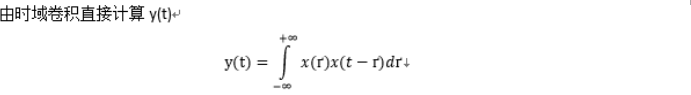 由时域卷积直接计算 y(t)↵
y(t) = ∫_{−∞}^{+∞} x(r)x(t − r)dr↓